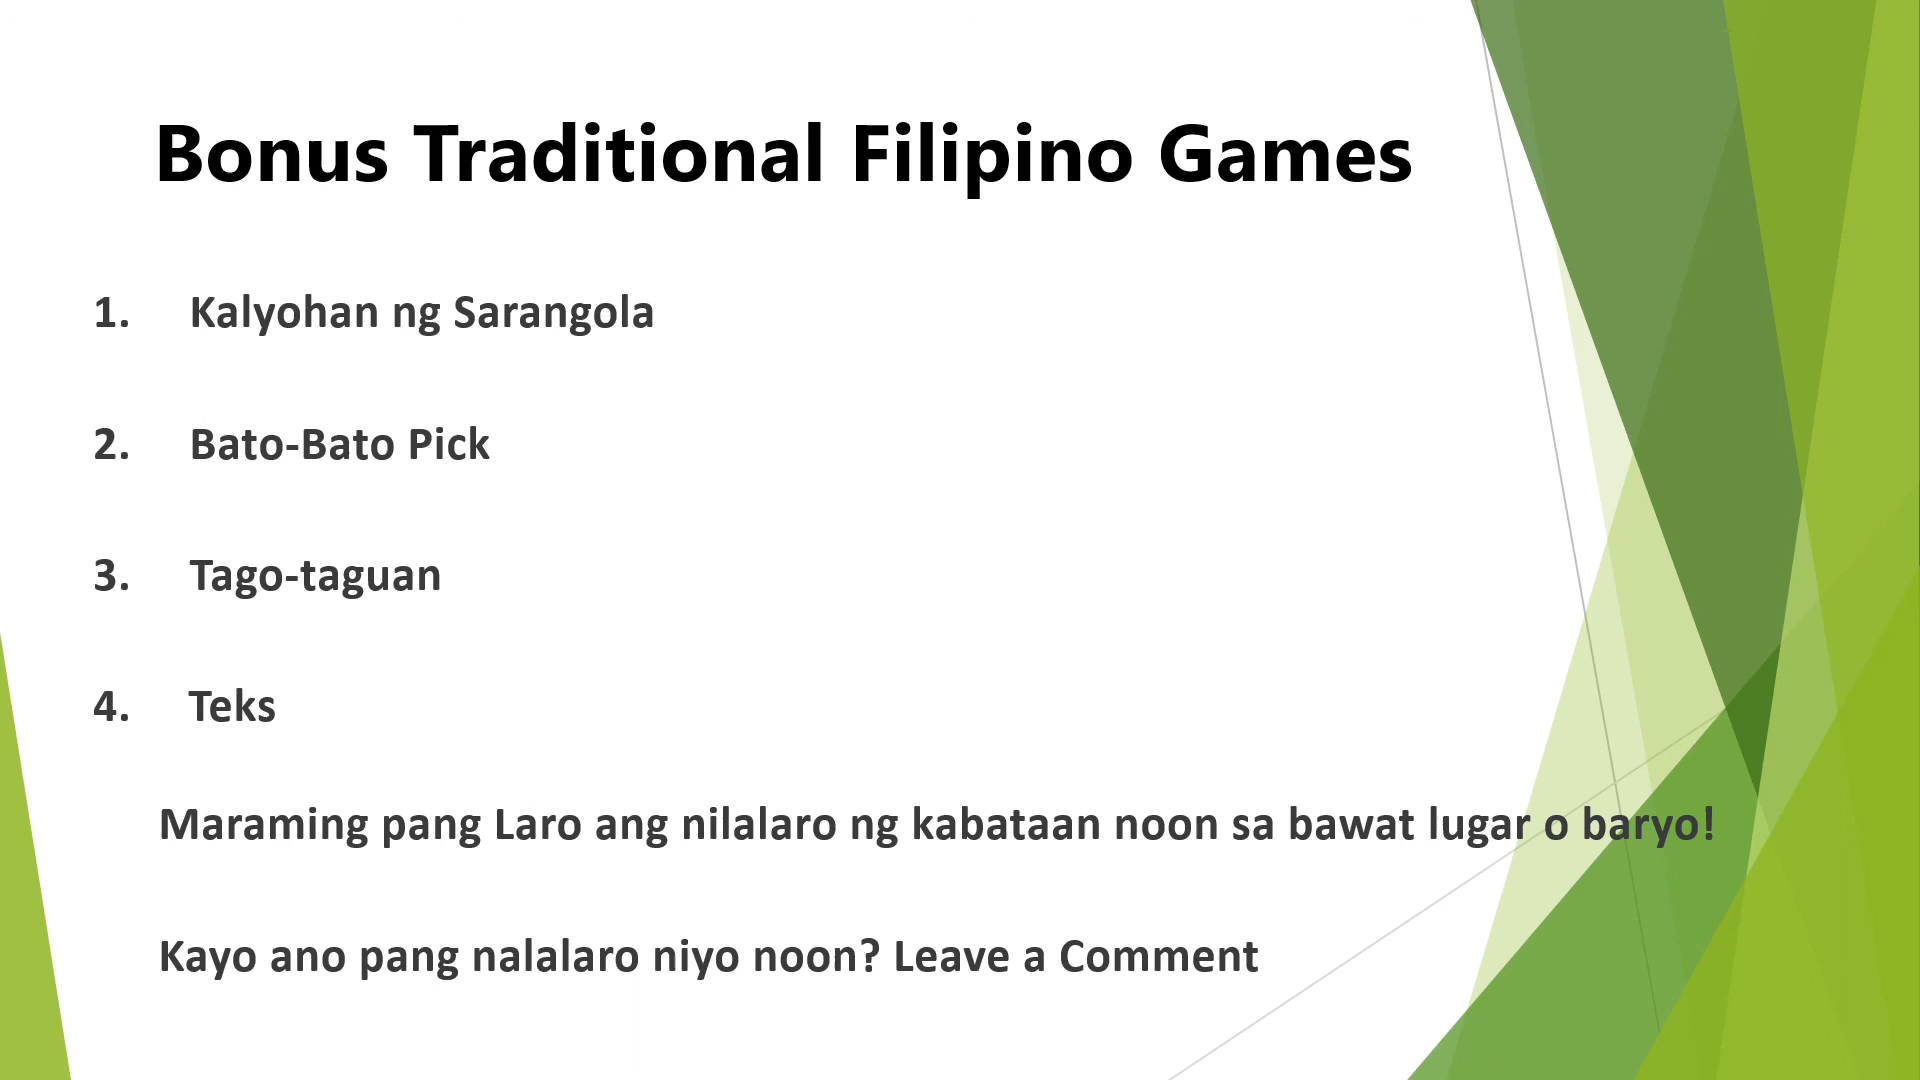 Bonus Traditional Filipino Games
1. Kalyohan ng Sarangola
2. Bato-Bato Pick
3. Tago-taguan
4. Teks
Maraming pang Laro ang nilalaro ng kabataan noon sa bawat lugar o baryo!
Kayo ano pang nalalaro niyo noon? Leave a Comment